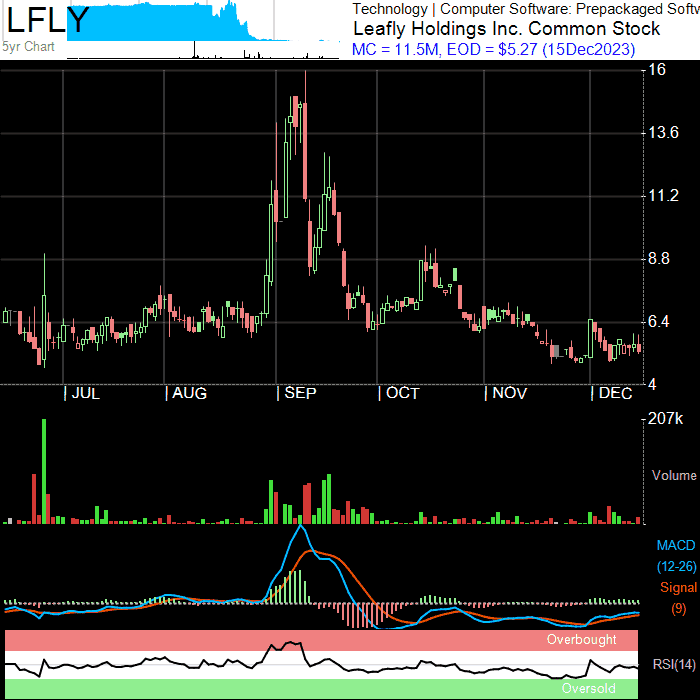 LFLY
5yr Chart
Technology | Computer Software: Prepackaged Softw
Leafly Holdings Inc. Common Stock
MC = 11.5M, EOD = $5.27 (15Dec2023)
16
13.6
11.2
8.8
6.4
4
| JUL | AUG | SEP | OCT | NOV | DEC
207k
Volume
MACD
(12-26)
Signal
(9)
Overbought
RSI(14)
Oversold